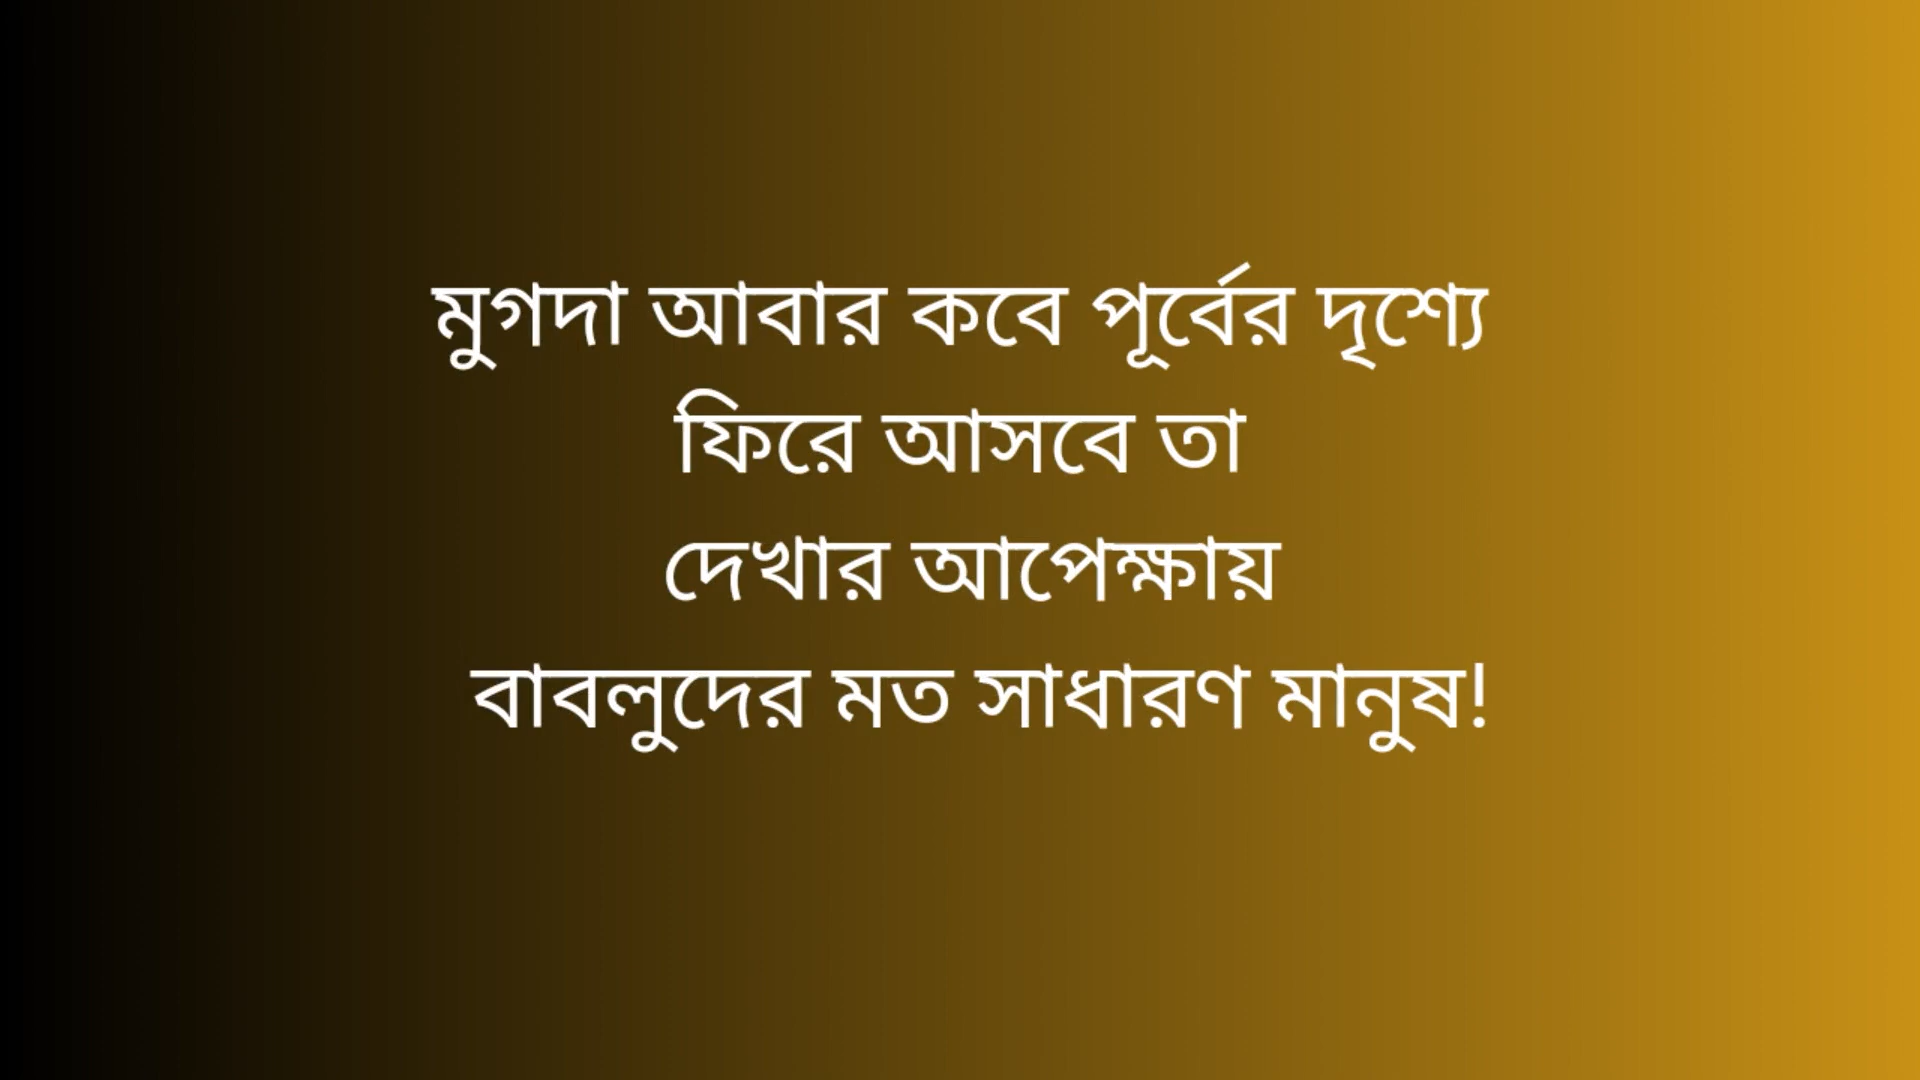 মুগদা আবার কবে পূর্বের দৃশ্যে
ফিরে আসবে তা
দেখার আপেক্ষায়
বাবলুদের মত সাধারণ মানুষ!